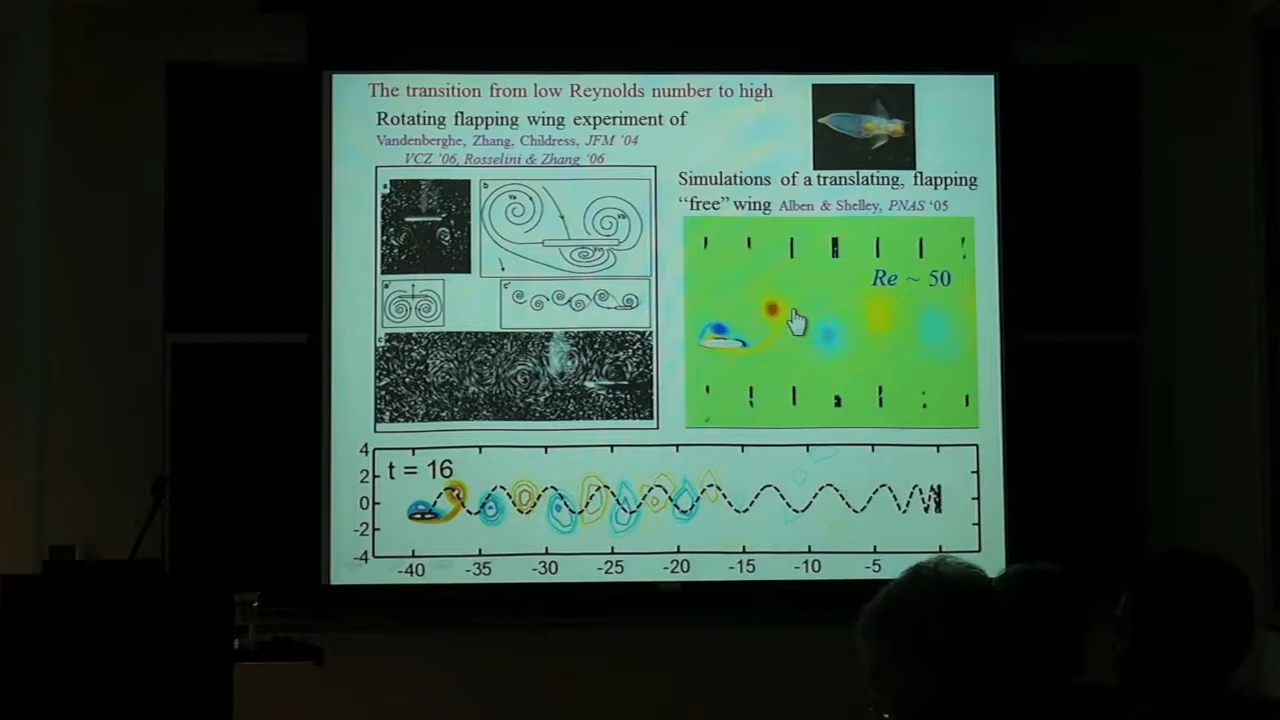 The transition from low Reynolds number to high
Rotating flapping wing experiment of
Vandenberghe, Zhang, Childress, JFM '04
VCZ '06, Rosselini & Zhang '06
Simulations of a translating, flapping
“free” wing Alben & Shelley, PNAS ‘05
a
b
a'
c'
c
Re ~ 50
t = 16
4
2
0
-2
-4
-40 -35 -30 -25 -20 -15 -10 -5